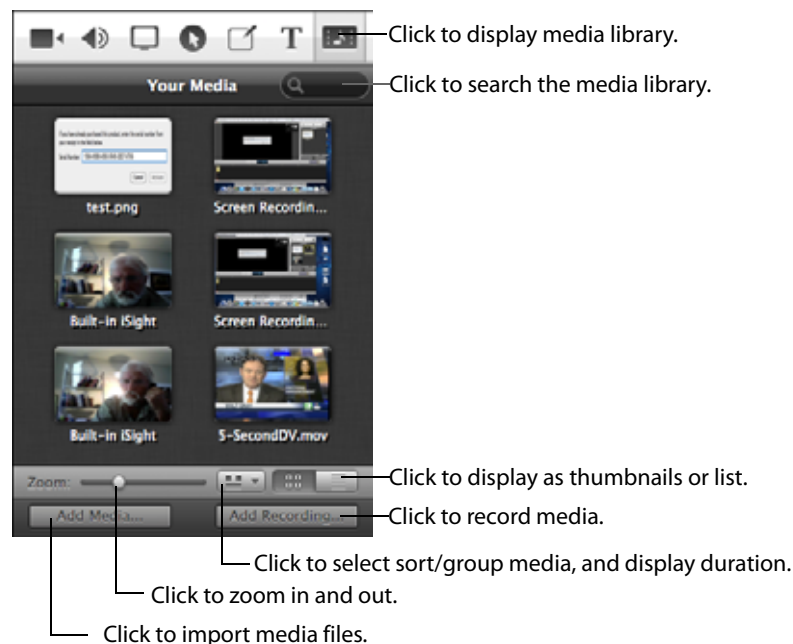 T
Click to display media library.
Your Media
Click to search the media library.
test.png
Screen Recordin...
Built-in iSight
Screen Recordin...
Built-in iSight
5-SecondDV.mov
Zoom:
Click to display as thumbnails or list.
Add Media...
Add Recording...
Click to record media.
Click to select sort/group media, and display duration.
Click to zoom in and out.
Click to import media files.